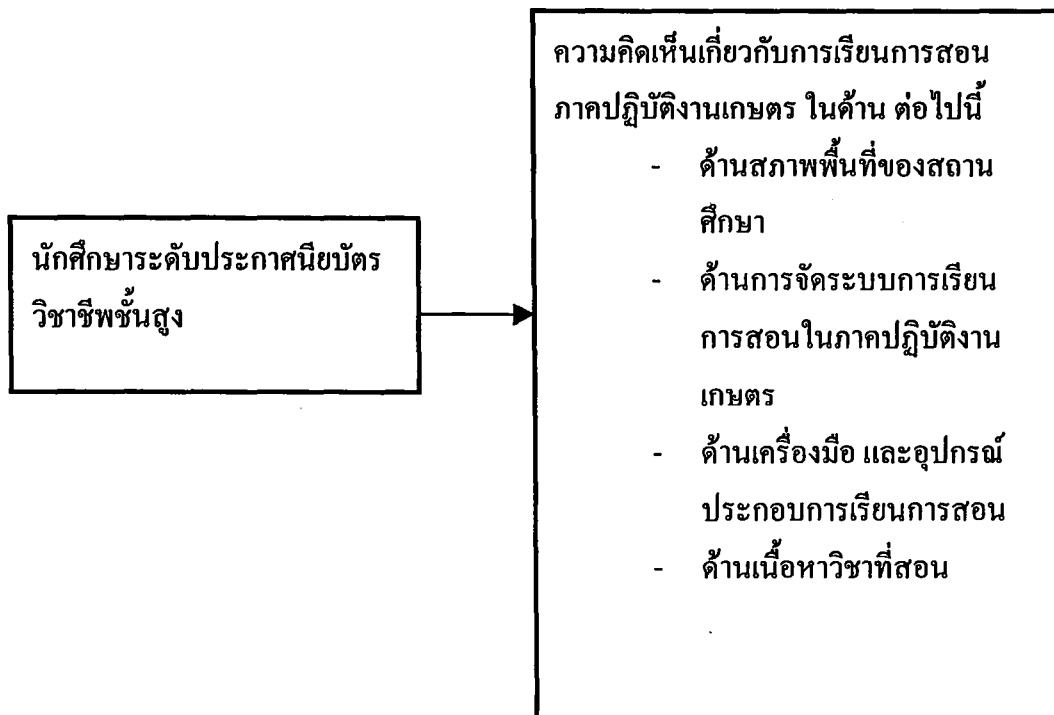 นักศึกษาระดับประกาศนียบัตร
วิชาชีพชั้นสูง
ความคิดเห็นเกี่ยวกับการเรียนการสอน
ภาคปฏิบัติงานเกษตร ในด้าน ต่อไปนี้
- ด้านสภาพพื้นที่ของสถาน
ศึกษา
- ด้านการจัดระบบการเรียน
การสอนในภาคปฏิบัติงาน
เกษตร
- ด้านเครื่องมือ และอุปกรณ์
ประกอบการเรียนการสอน
- ด้านเนื้อหาวิชาที่สอน